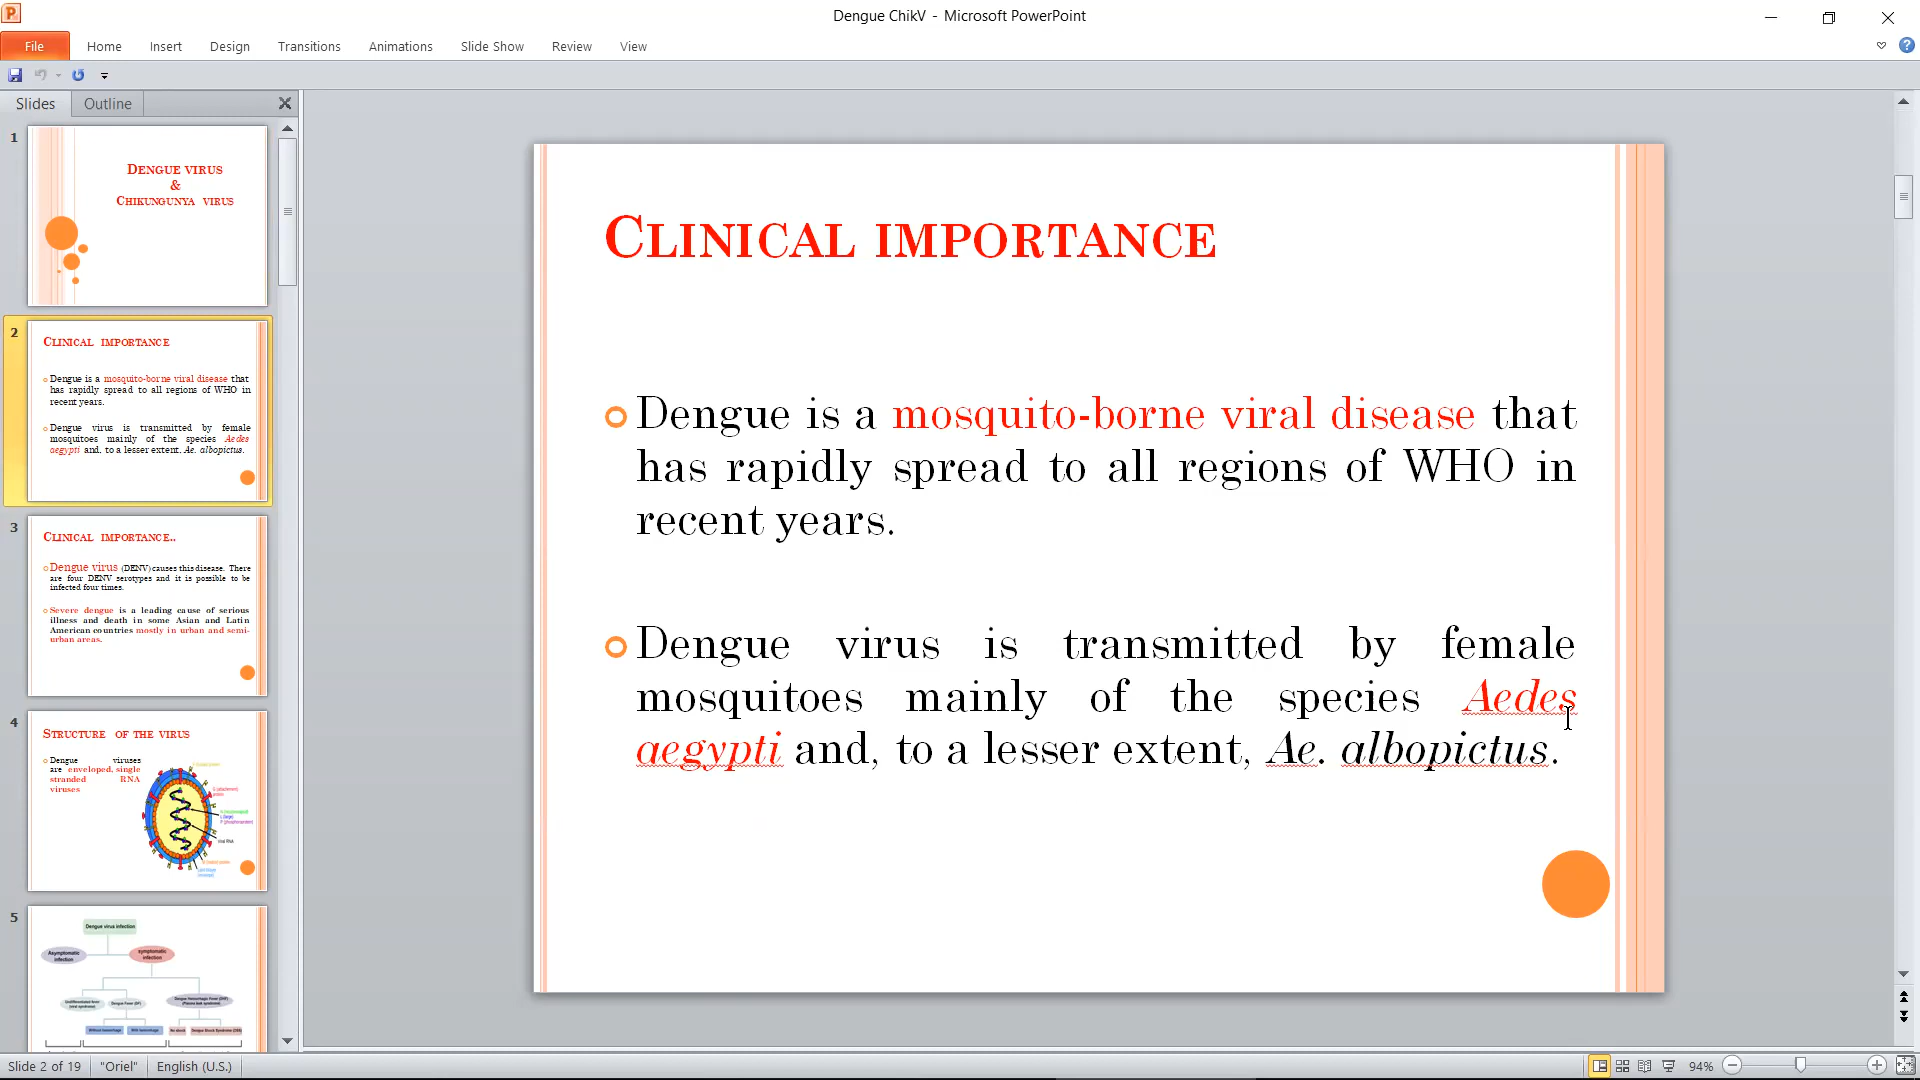 Dengue ChikV - Microsoft PowerPoint
File Home Insert Design Transitions Animations Slide Show Review View
Slides Outline
1
DENGUE VIRUS
&
CHIKUNGUNYA VIRUS
2
CLINICAL IMPORTANCE
Dengue is a mosquito-borne viral disease that
has rapidly spread to all regions of WHO in
recent years.
Dengue virus is transmitted by female
mosquitoes mainly of the species Aedes
aegypti and, to a lesser extent, Ae. albopictus.
3
CLINICAL IMPORTANCE..
Dengue virus (DENV) causes this disease. There
are four DENV serotypes and it is possible to be
infected four times.
Severe dengue is a leading cause of serious
illness and death in some Asian and Latin
American countries mostly in urban and semi-
urban areas.
4
STRUCTURE OF THE VIRUS
Dengue viruses
are enveloped, single
stranded RNA
viruses
Viral RNA
5
Dengue virus infection
Asymptomatic
infection
symptomatic
infection
Undifferentiated fever
(viral syndrome)
Dengue Fever (DF)
Dengue Hemorrhagic Fever (DHF)
(Plasma leak syndrome)
Without hemorrhage
With hemorrhage
No shock
Dengue Shock Syndrome (DSS)
CLINICAL IMPORTANCE
Dengue is a mosquito-borne viral disease that
has rapidly spread to all regions of WHO in
recent years.
Dengue virus is transmitted by female
mosquitoes mainly of the species Aedes
aegypti and, to a lesser extent, Ae. albopictus.
Slide 2 of 19 "Oriel" English (U.S.) 94%